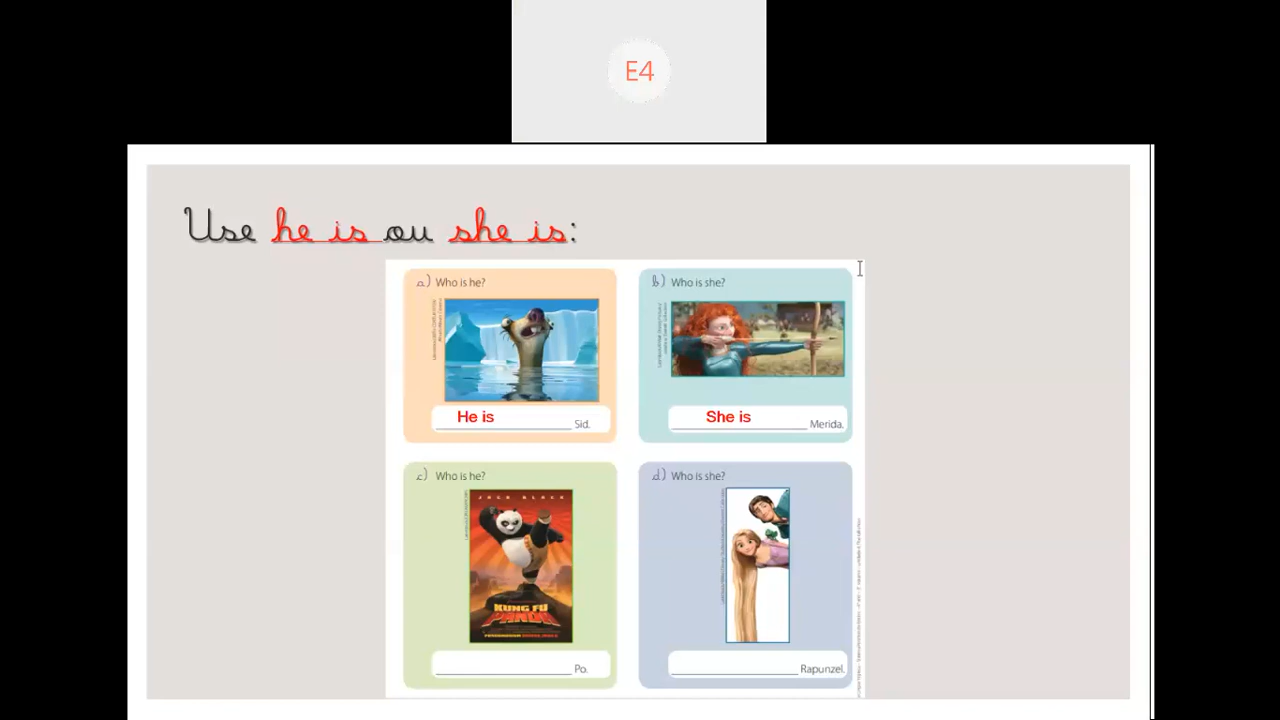 E4
Use he is ou she is:
a) Who is he?
He is
Sid.
b) Who is she?
She is
Merida.
c) Who is he?
JACK BLACK
KUNG FU
PANDA
Po.
d) Who is she?
Rapunzel.